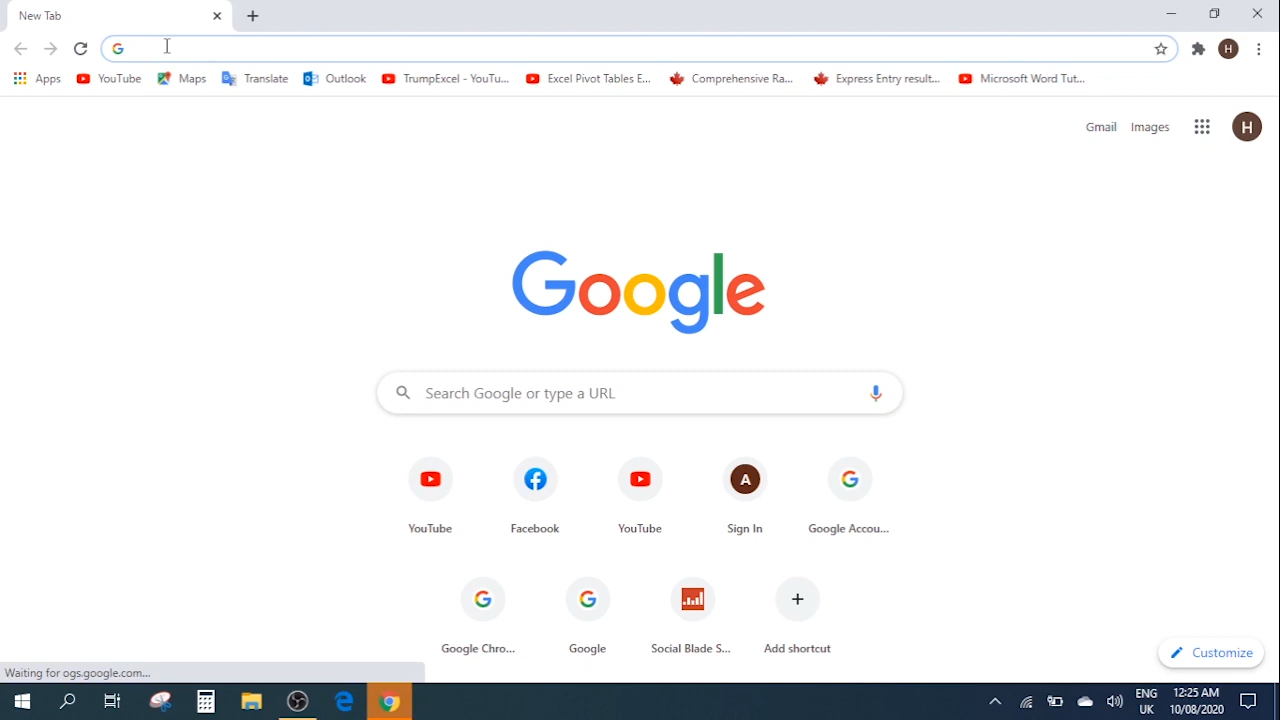 New Tab
Apps YouTube Maps Translate Outlook TrumpExcel - YouTu... Excel Pivot Tables E... Comprehensive Ra... Express Entry result... Microsoft Word Tut...
H
Gmail Images H
Google
Search Google or type a URL
A
YouTube Facebook YouTube Sign In Google Accou...
Google Chro... Google Social Blade S... Add shortcut
Customize
Waiting for ogs.google.com...
ENG 12:25 AM
UK 10/08/2020